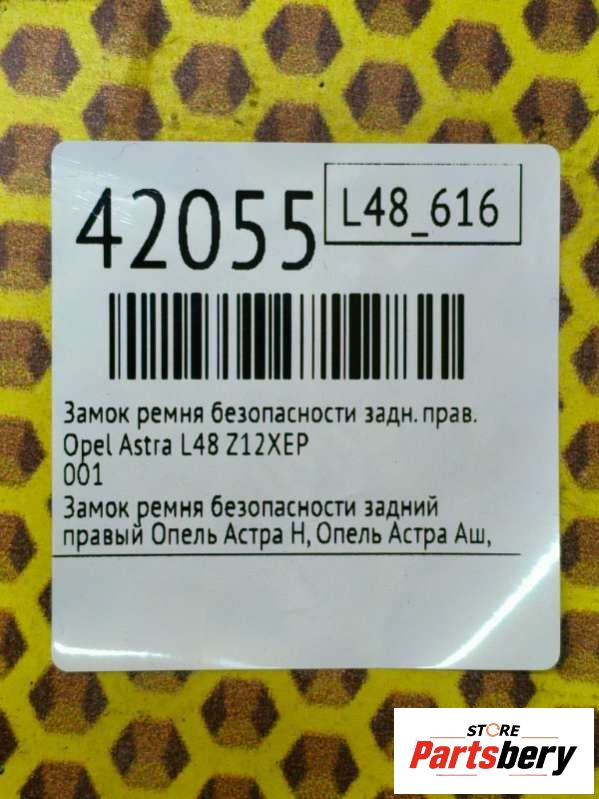 42055
L48_616
Замок ремня безопасности задн. прав.
Opel Astra L48 Z12XEP
001
Замок ремня безопасности задний
правый Опель Астра Н, Опель Астра Аш,
STORE
Partsbery